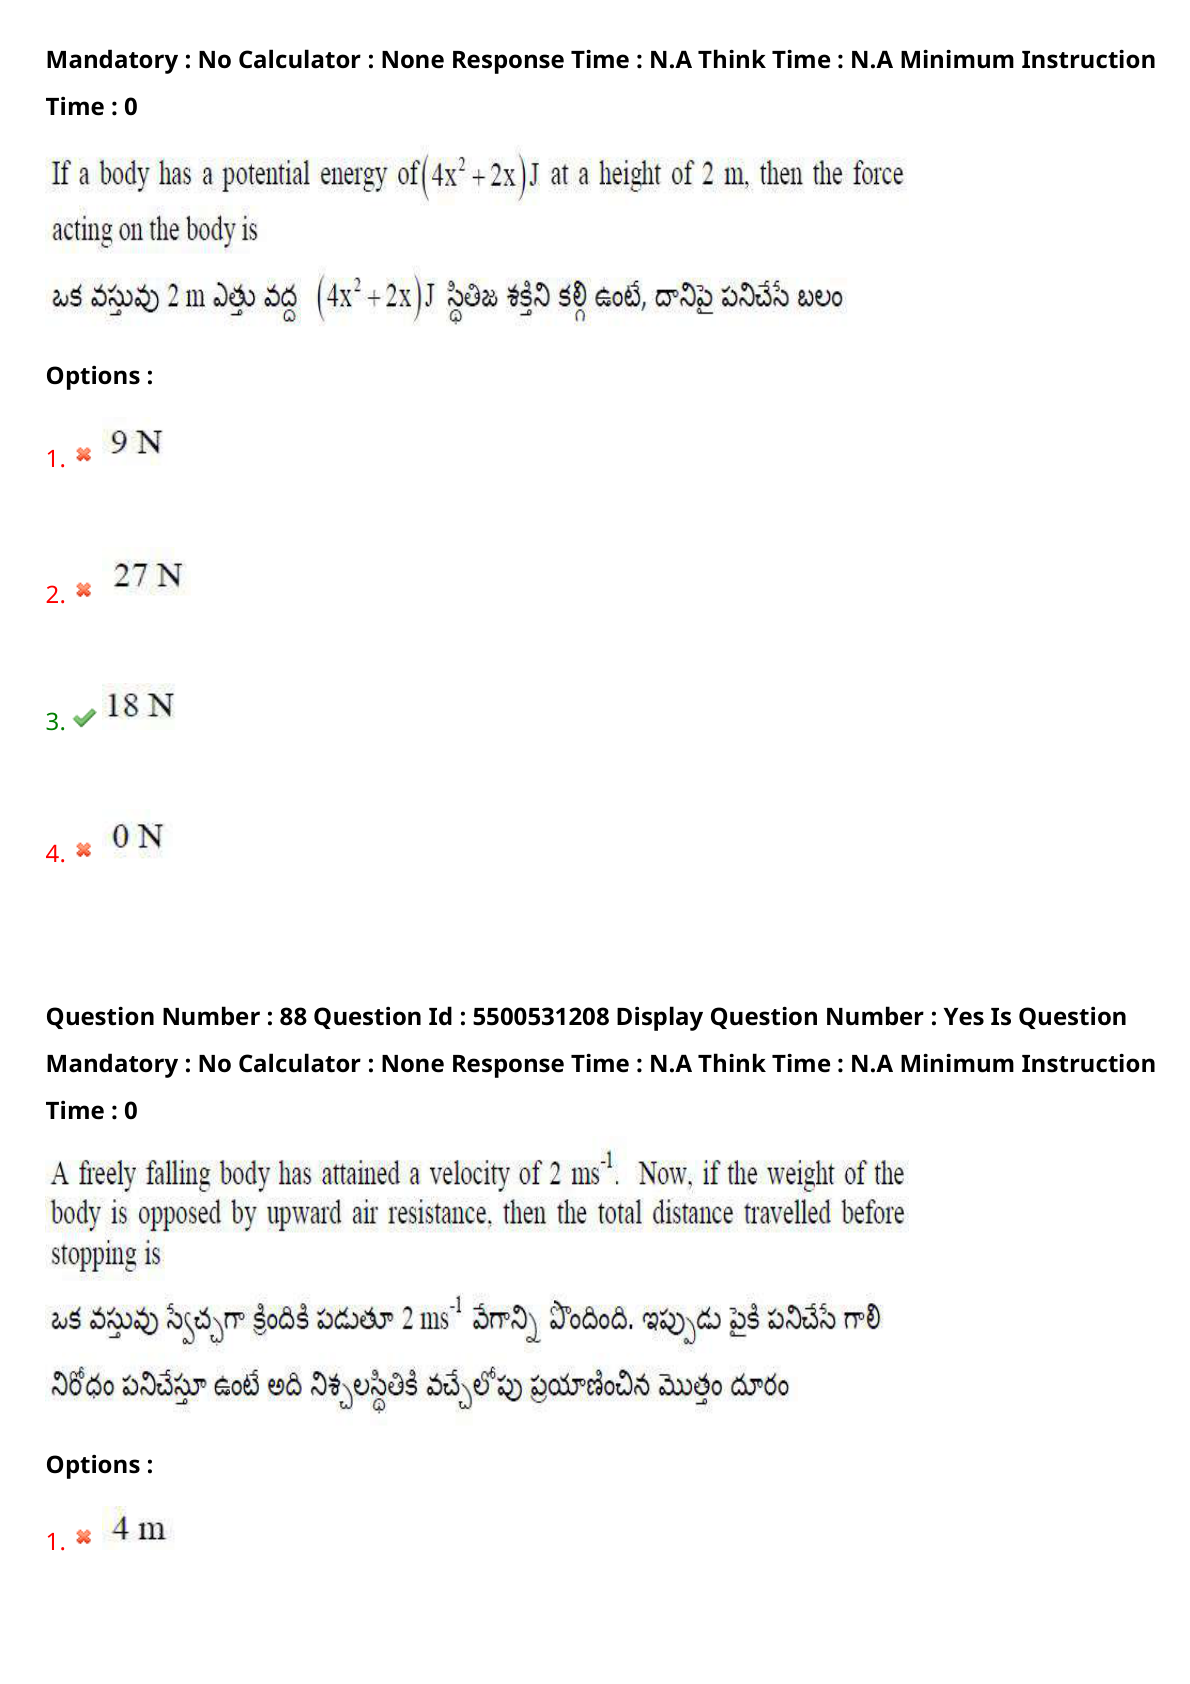 Mandatory : No Calculator : None Response Time : N.A Think Time : N.A Minimum Instruction
Time : 0
If a body has a potential energy of (4x² + 2x) J at a height of 2 m, then the force
acting on the body is
ఒక వస్తువు 2 m ఎత్తు వద్ద (4x² + 2x) J స్థితిజ శక్తిని కల్గి ఉంటే, దానిపై పనిచేసే బలం
Options :
1. 9 N
2. 27 N
3. 18 N
4. 0 N
Question Number : 88 Question Id : 5500531208 Display Question Number : Yes Is Question
Mandatory : No Calculator : None Response Time : N.A Think Time : N.A Minimum Instruction
Time : 0
A freely falling body has attained a velocity of 2 ms⁻¹. Now, if the weight of the
body is opposed by upward air resistance, then the total distance travelled before
stopping is
ఒక వస్తువు స్వేచ్ఛగా క్రిందికి పడుతూ 2 ms⁻¹ వేగాన్ని పొందింది. ఇప్పుడు పైకి పనిచేసే గాలి
నిరోధం పనిచేస్తూ ఉంటే అది నిశ్చలస్థితికి వచ్చేలోపు ప్రయాణించిన మొత్తం దూరం
Options :
1. 4 m